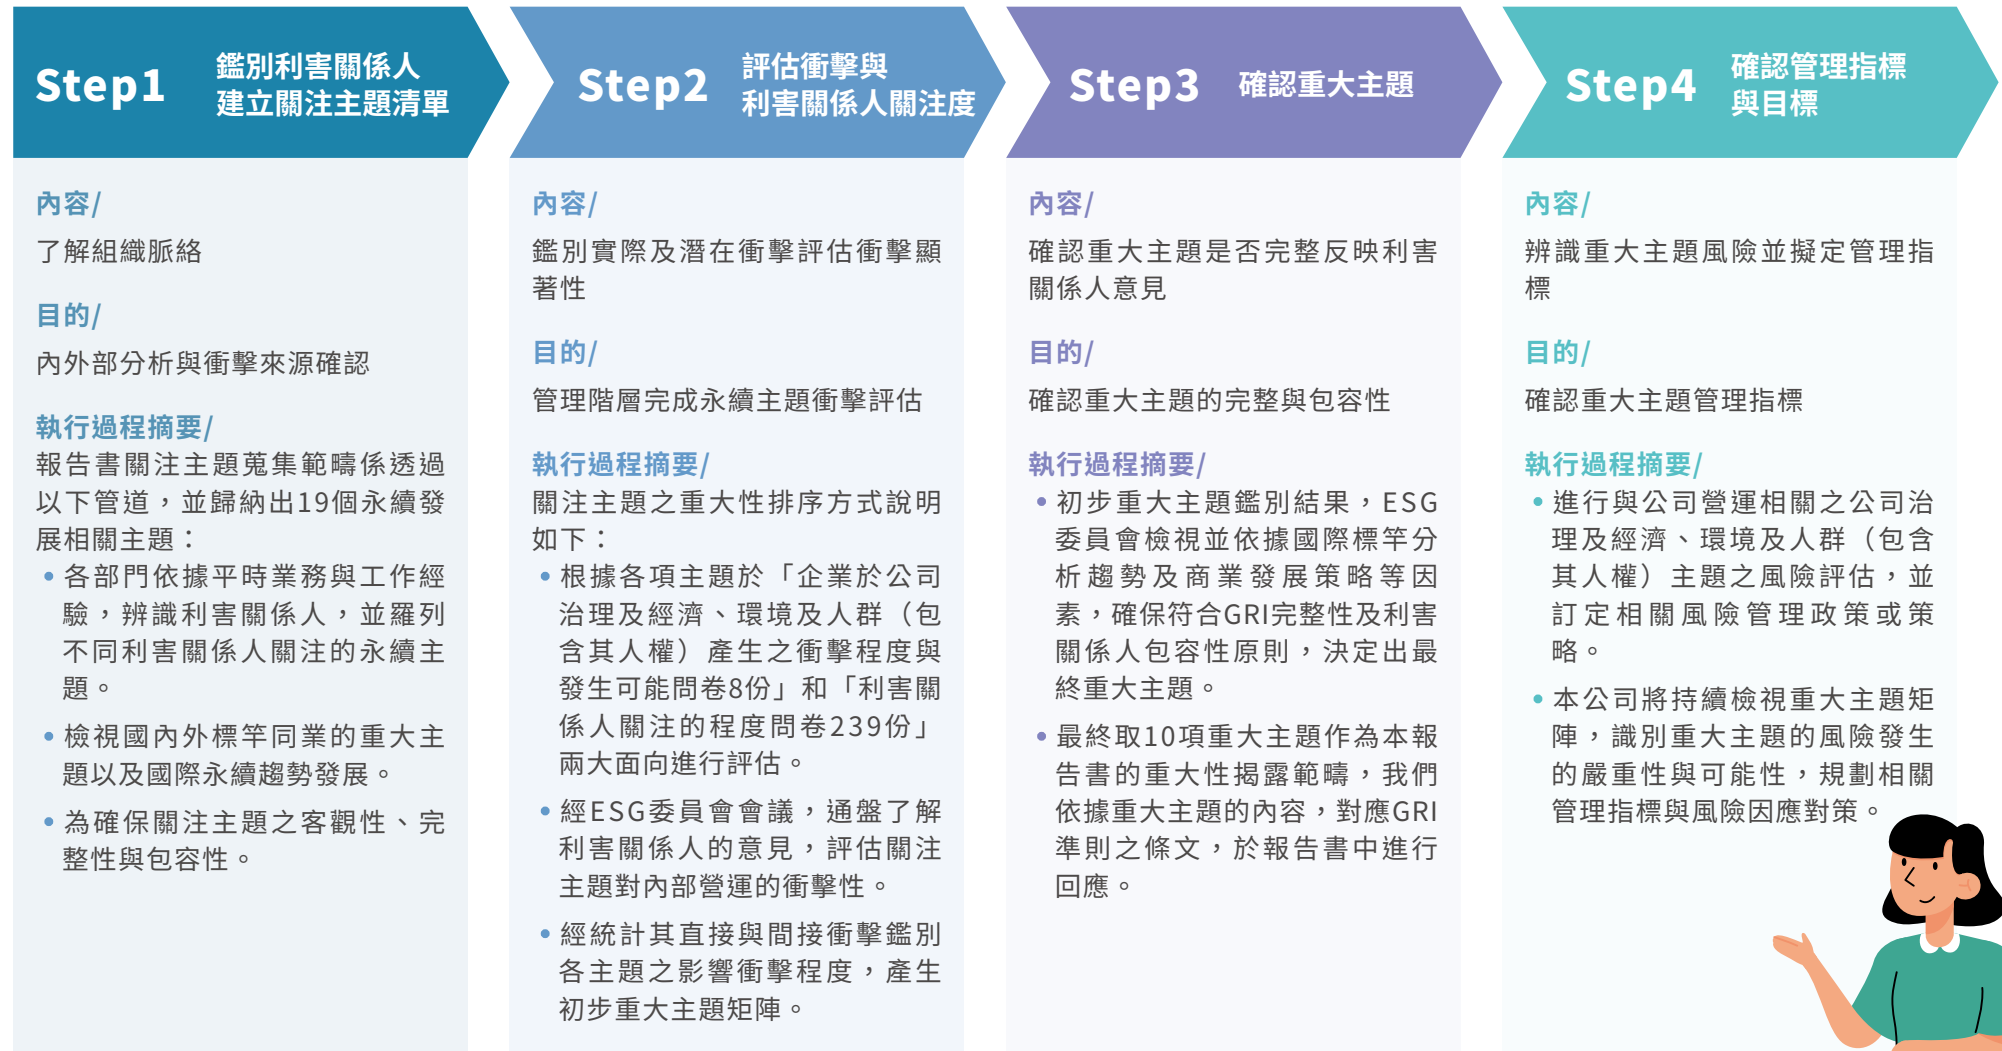 Step1
鑑別利害關係人
建立關注主題清單
內容/
了解組織脈絡
目的/
內外部分析與衝擊來源確認
執行過程摘要/
報告書關注主題蒐集範疇係透過
以下管道，並歸納出19個永續發
展相關主題：
• 各部門依據平時業務與工作經
驗，辨識利害關係人，並羅列
不同利害關係人關注的永續主
題。
• 檢視國內外標竿同業的重大主
題以及國際永續趨勢發展。
• 為確保關注主題之客觀性、完
整性與包容性。
Step2
評估衝擊與
利害關係人關注度
內容/
鑑別實際及潛在衝擊評估衝擊顯
著性
目的/
管理階層完成永續主題衝擊評估
執行過程摘要/
關注主題之重大性排序方式說明
如下：
• 根據各項主題於「企業於公司
治理及經濟、環境及人群（包
含其人權）產生之衝擊程度與
發生可能問卷8份」和「利害關
係人關注的程度問卷239份」
兩大面向進行評估。
• 經ESG委員會會議，通盤了解
利害關係人的意見，評估關注
主題對內部營運的衝擊性。
• 經統計其直接與間接衝擊鑑別
各主題之影響衝擊程度，產生
初步重大主題矩陣。
Step3
確認重大主題
內容/
確認重大主題是否完整反映利害
關係人意見
目的/
確認重大主題的完整與包容性
執行過程摘要/
• 初步重大主題鑑別結果，ESG
委員會檢視並依據國際標竿分
析趨勢及商業發展策略等因
素，確保符合GRI完整性及利害
關係人包容性原則，決定出最
終重大主題。
• 最終取10項重大主題作為本報
告書的重大性揭露範疇，我們
依據重大主題的內容，對應GRI
準則之條文，於報告書中進行
回應。
Step4
確認管理指標
與目標
內容/
辨識重大主題風險並擬定管理指
標
目的/
確認重大主題管理指標
執行過程摘要/
• 進行與公司營運相關之公司治
理及經濟、環境及人群（包含
其人權）主題之風險評估，並
訂定相關風險管理政策或策
略。
• 本公司將持續檢視重大主題矩
陣，識別重大主題的風險發生
的嚴重性與可能性，規劃相關
管理指標與風險因應對策。